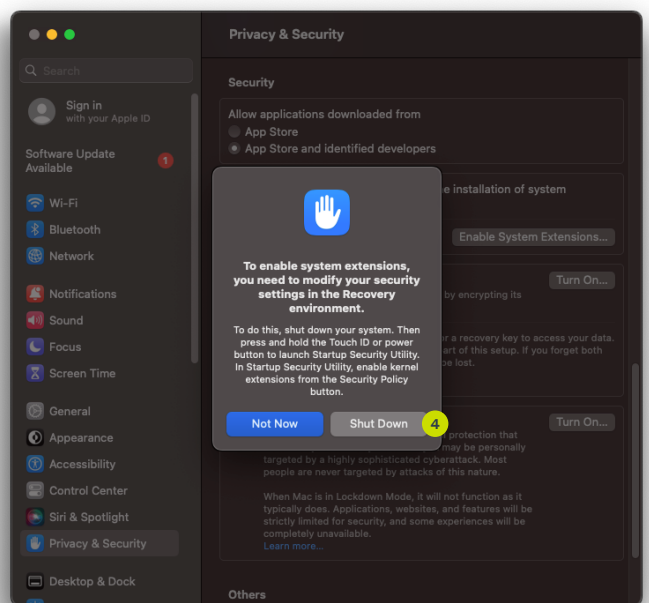 Privacy & Security
Search
Sign in
with your Apple ID
Software Update
Available
1
Wi-Fi
Bluetooth
Network
Notifications
Sound
Focus
Screen Time
General
Appearance
Accessibility
Control Center
Siri & Spotlight
Privacy & Security
Desktop & Dock
Security
Allow applications downloaded from
App Store
App Store and identified developers
e installation of system
Enable System Extensions...
Turn On...
by encrypting its
r a recovery key to access your data.
art of this setup. If you forget both
be lost.
To enable system extensions,
you need to modify your security
settings in the Recovery
environment.
To do this, shut down your system. Then
press and hold the Touch ID or power
button to launch Startup Security Utility.
In Startup Security Utility, enable kernel
extensions from the Security Policy
button.
Not Now
Shut Down
4
Turn On...
protection that
may be personally
targeted by a highly sophisticated cyberattack. Most
people are never targeted by attacks of this nature.
When Mac is in Lockdown Mode, it will not function as it
typically does. Applications, websites, and features will be
strictly limited for security, and some experiences will be
completely unavailable.
Learn more...
Others